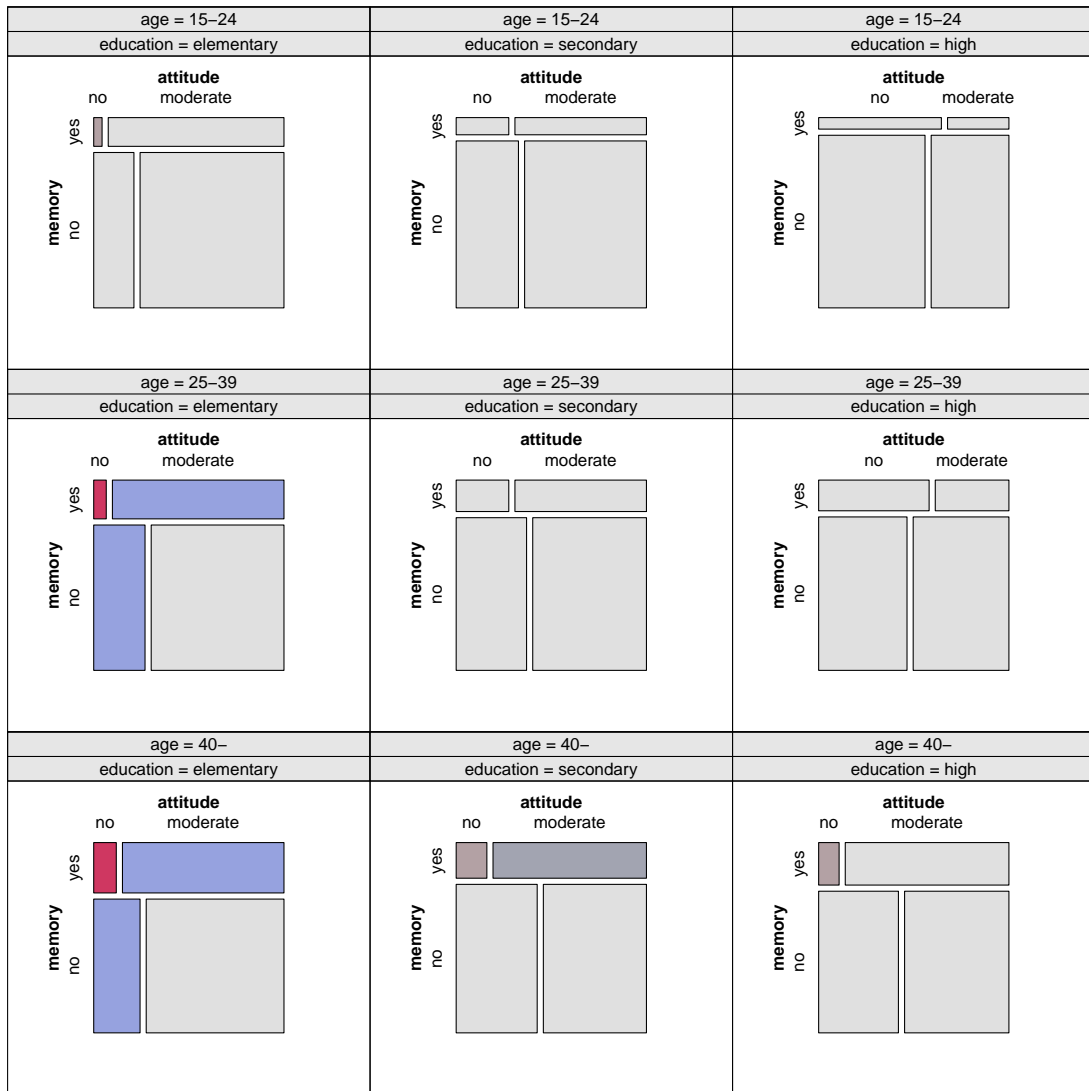 age = 15−24
education = elementary
attitude
no moderate
memory
yes
no
age = 15−24
education = secondary
attitude
no moderate
memory
yes
no
age = 15−24
education = high
attitude
no moderate
memory
yes
no
age = 25−39
education = elementary
attitude
no moderate
memory
yes
no
age = 25−39
education = secondary
attitude
no moderate
memory
yes
no
age = 25−39
education = high
attitude
no moderate
memory
yes
no
age = 40−
education = elementary
attitude
no moderate
memory
yes
no
age = 40−
education = secondary
attitude
no moderate
memory
yes
no
age = 40−
education = high
attitude
no moderate
memory
yes
no